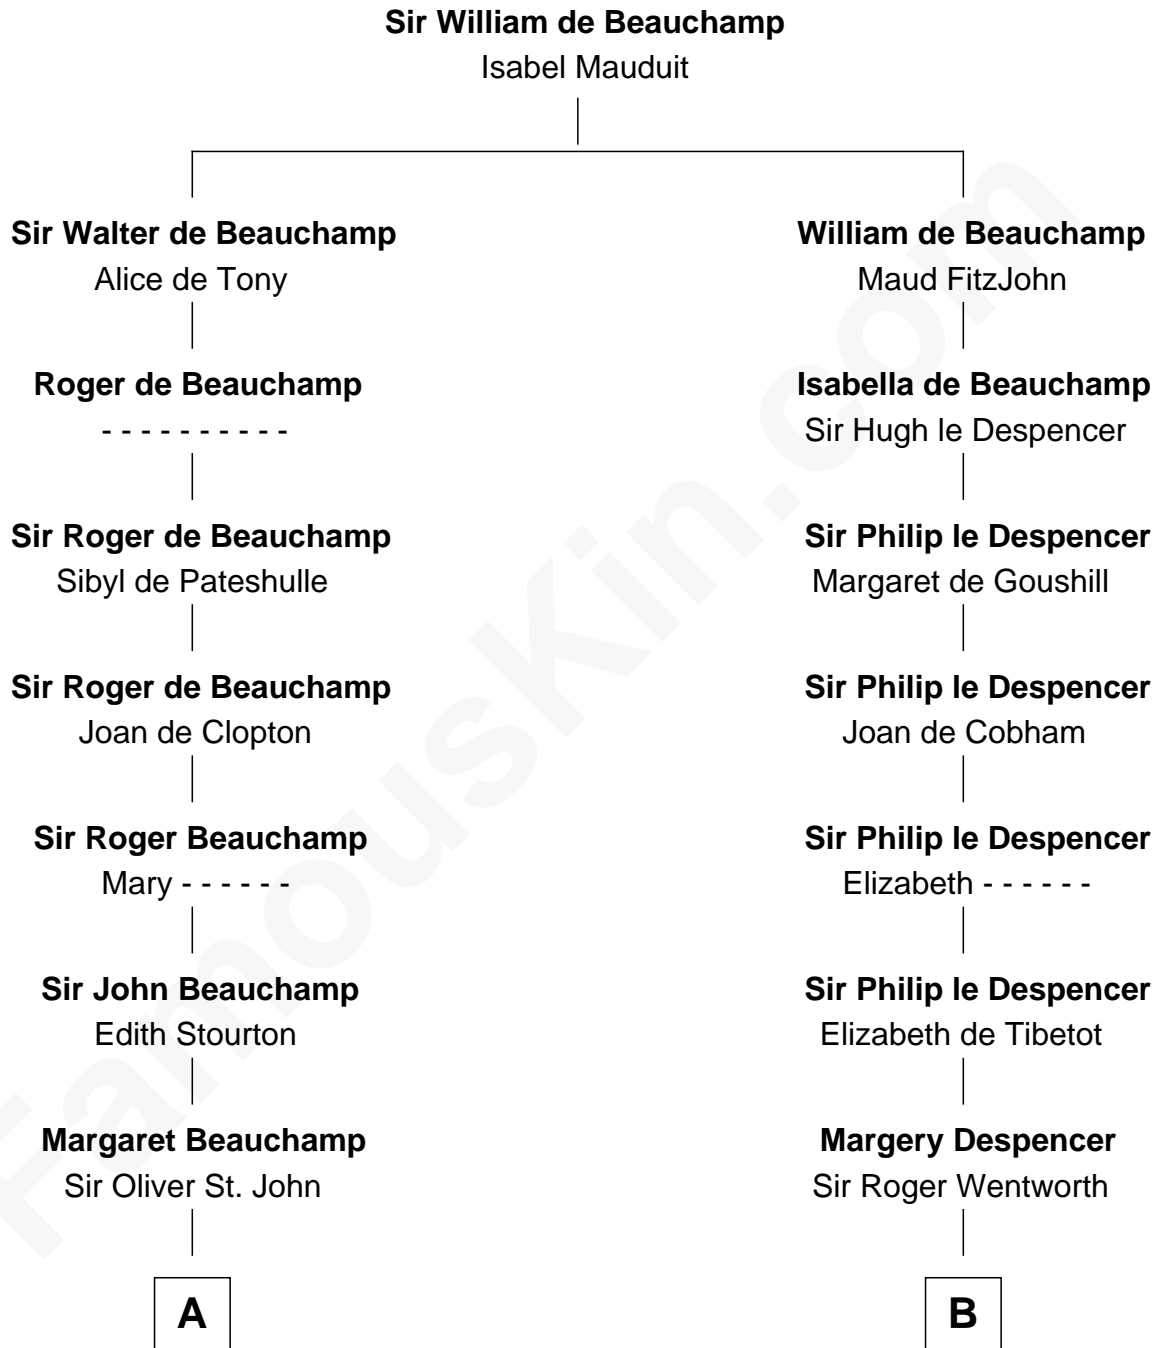 Sir William de Beauchamp
Isabel Mauduit
Sir Walter de Beauchamp
Alice de Tony
William de Beauchamp
Maud FitzJohn
Roger de Beauchamp
- - - - - - - - - -
Isabella de Beauchamp
Sir Hugh le Despencer
Sir Roger de Beauchamp
Sibyl de Pateshulle
Sir Philip le Despencer
Margaret de Goushill
Sir Roger de Beauchamp
Joan de Clopton
Sir Philip le Despencer
Joan de Cobham
Sir Roger Beauchamp
Mary - - - - - -
Sir Philip le Despencer
Elizabeth - - - - - -
Sir John Beauchamp
Edith Stourton
Sir Philip le Despencer
Elizabeth de Tibetot
Margaret Beauchamp
Sir Oliver St. John
Margery Despencer
Sir Roger Wentworth
A
B
FamousKin.com